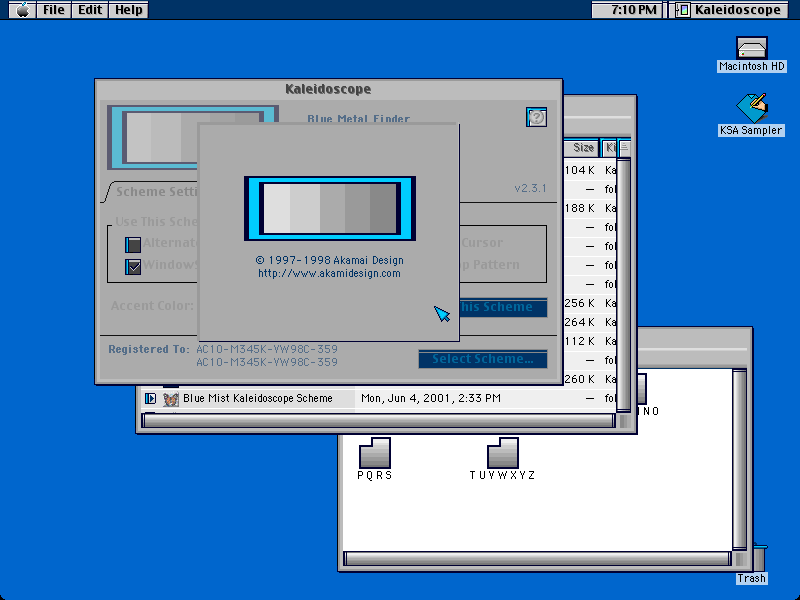 File Edit Help 7:10 PM Kaleidoscope
Macintosh HD
KSA Sampler
Kaleidoscope
Blue Metal Finder
v2.3.1
Scheme Setti
Use This Sche
Alternat
Window
Cursor
p Pattern
Accent Color:
his Scheme
Registered To: AC10-M345K-VW98C-359
AC10-M345K-VW98C-359
Select Scheme...
© 1997-1998 Akamai Design
http://www.akamidesign.com
Size Ki
104 K Ka
— fol
188 K Ka
— fol
— fol
— fol
— fol
256 K Ka
264 K Ka
112 K Ka
— fol
260 K Ka
Blue Mist Kaleidoscope Scheme Mon, Jun 4, 2001, 2:33 PM — fol
N O
P Q R S
T U V W X Y Z
Trash